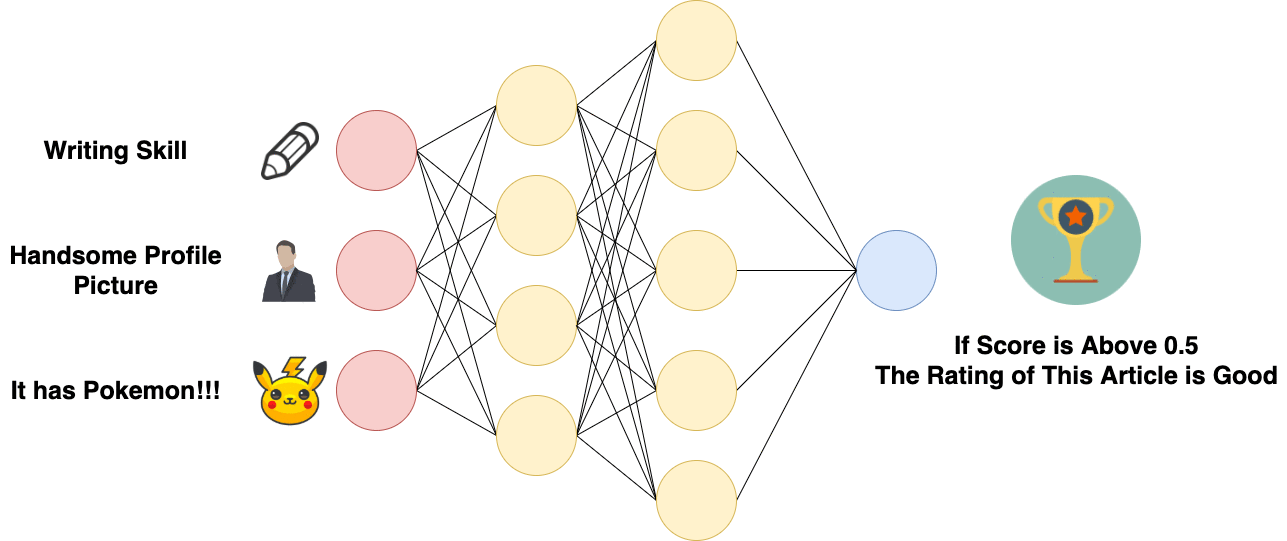 Writing Skill
Handsome Profile
Picture
It has Pokemon!!!
If Score is Above 0.5
The Rating of This Article is Good